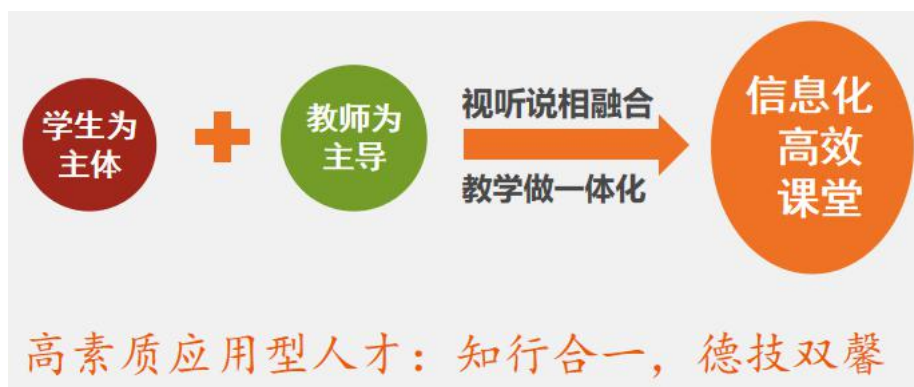 学生为
主体
教师为
主导
视听说相融合
教学做一体化
信息化
高效
课堂
高素质应用型人才：知行合一，德技双馨